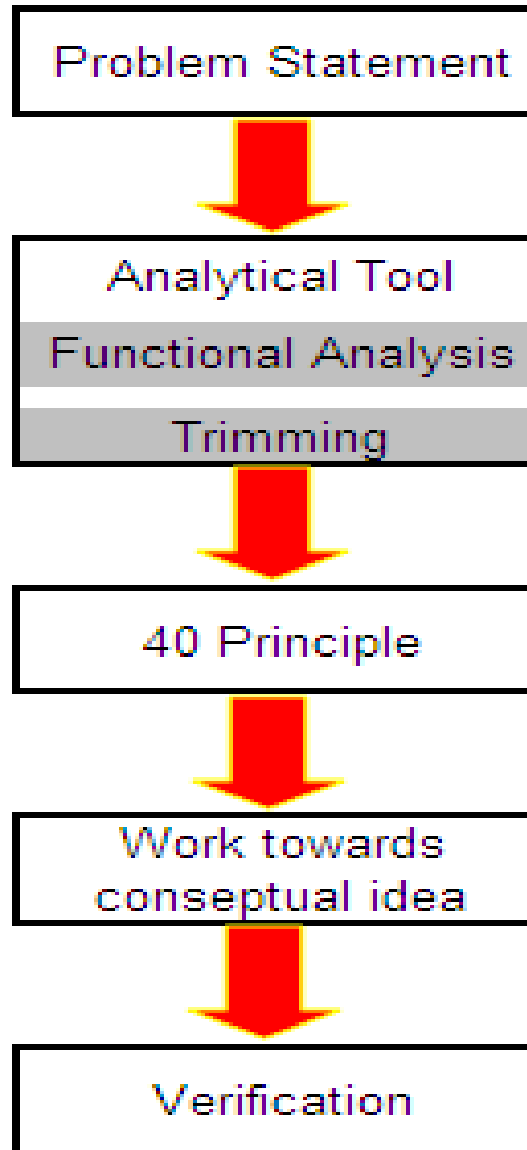 Problem Statement
Analytical Tool
Functional Analysis
Trimming
40 Principle
Work towards
conseptual idea
Verification